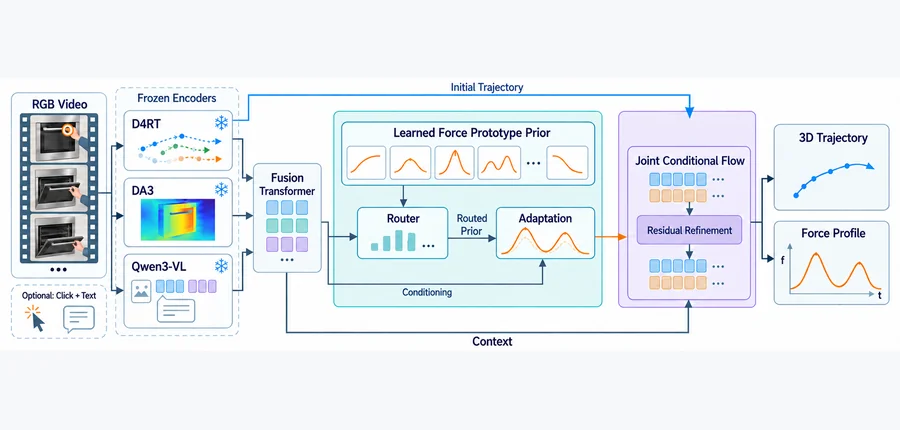 RGB Video
Optional: Click + Text
Frozen Encoders
D4RT
DA3
Qwen3-VL
Initial Trajectory
Fusion
Transformer
Learned Force Prototype Prior
Router
Routed
Prior
Adaptation
Conditioning
Context
Joint Conditional Flow
Residual Refinement
3D Trajectory
Force Profile
f
t